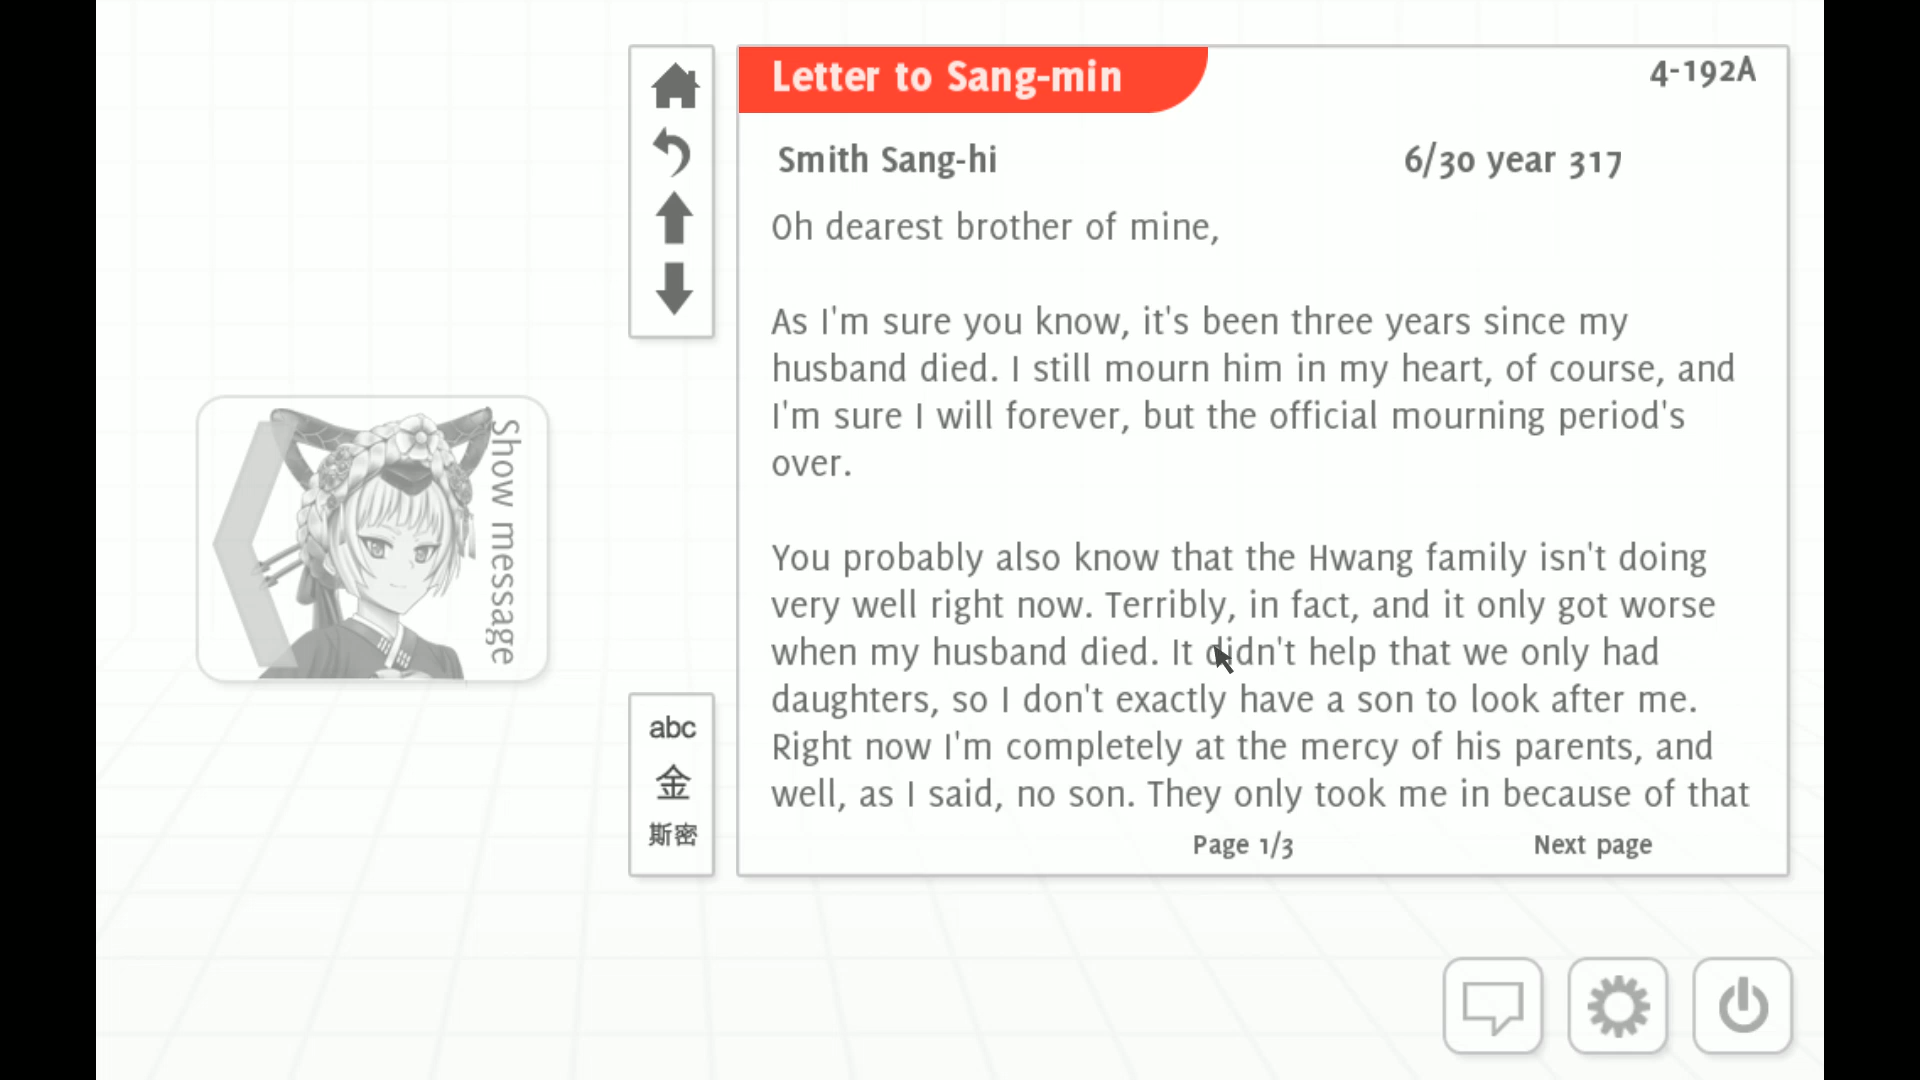 Letter to Sang-min
4-192A
Smith Sang-hi
6/30 year 317
Oh dearest brother of mine,
As I'm sure you know, it's been three years since my
husband died. I still mourn him in my heart, of course, and
I'm sure I will forever, but the official mourning period's
over.
You probably also know that the Hwang family isn't doing
very well right now. Terribly, in fact, and it only got worse
when my husband died. It didn't help that we only had
daughters, so I don't exactly have a son to look after me.
Right now I'm completely at the mercy of his parents, and
well, as I said, no son. They only took me in because of that
Page 1/3
Next page
Show message
abc
金
斯密